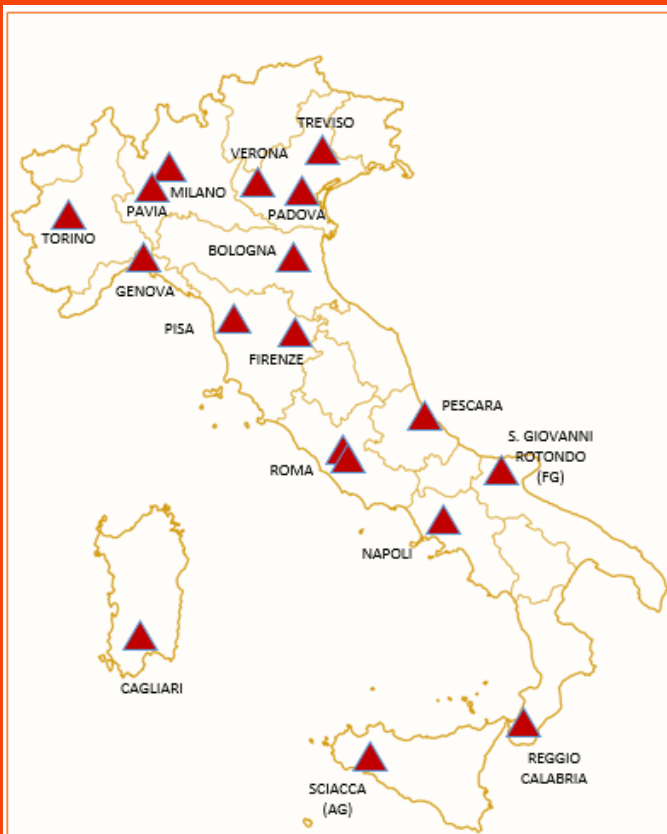 TREVISO
VERONA
MILANO
PAVIA
PADOVA
TORINO
BOLOGNA
GENOVA
PISA
FIRENZE
PESCARA
S. GIOVANNI
ROTONDO
(FG)
ROMA
NAPOLI
CAGLIARI
REGGIO
CALABRIA
SCIACCA
(AG)